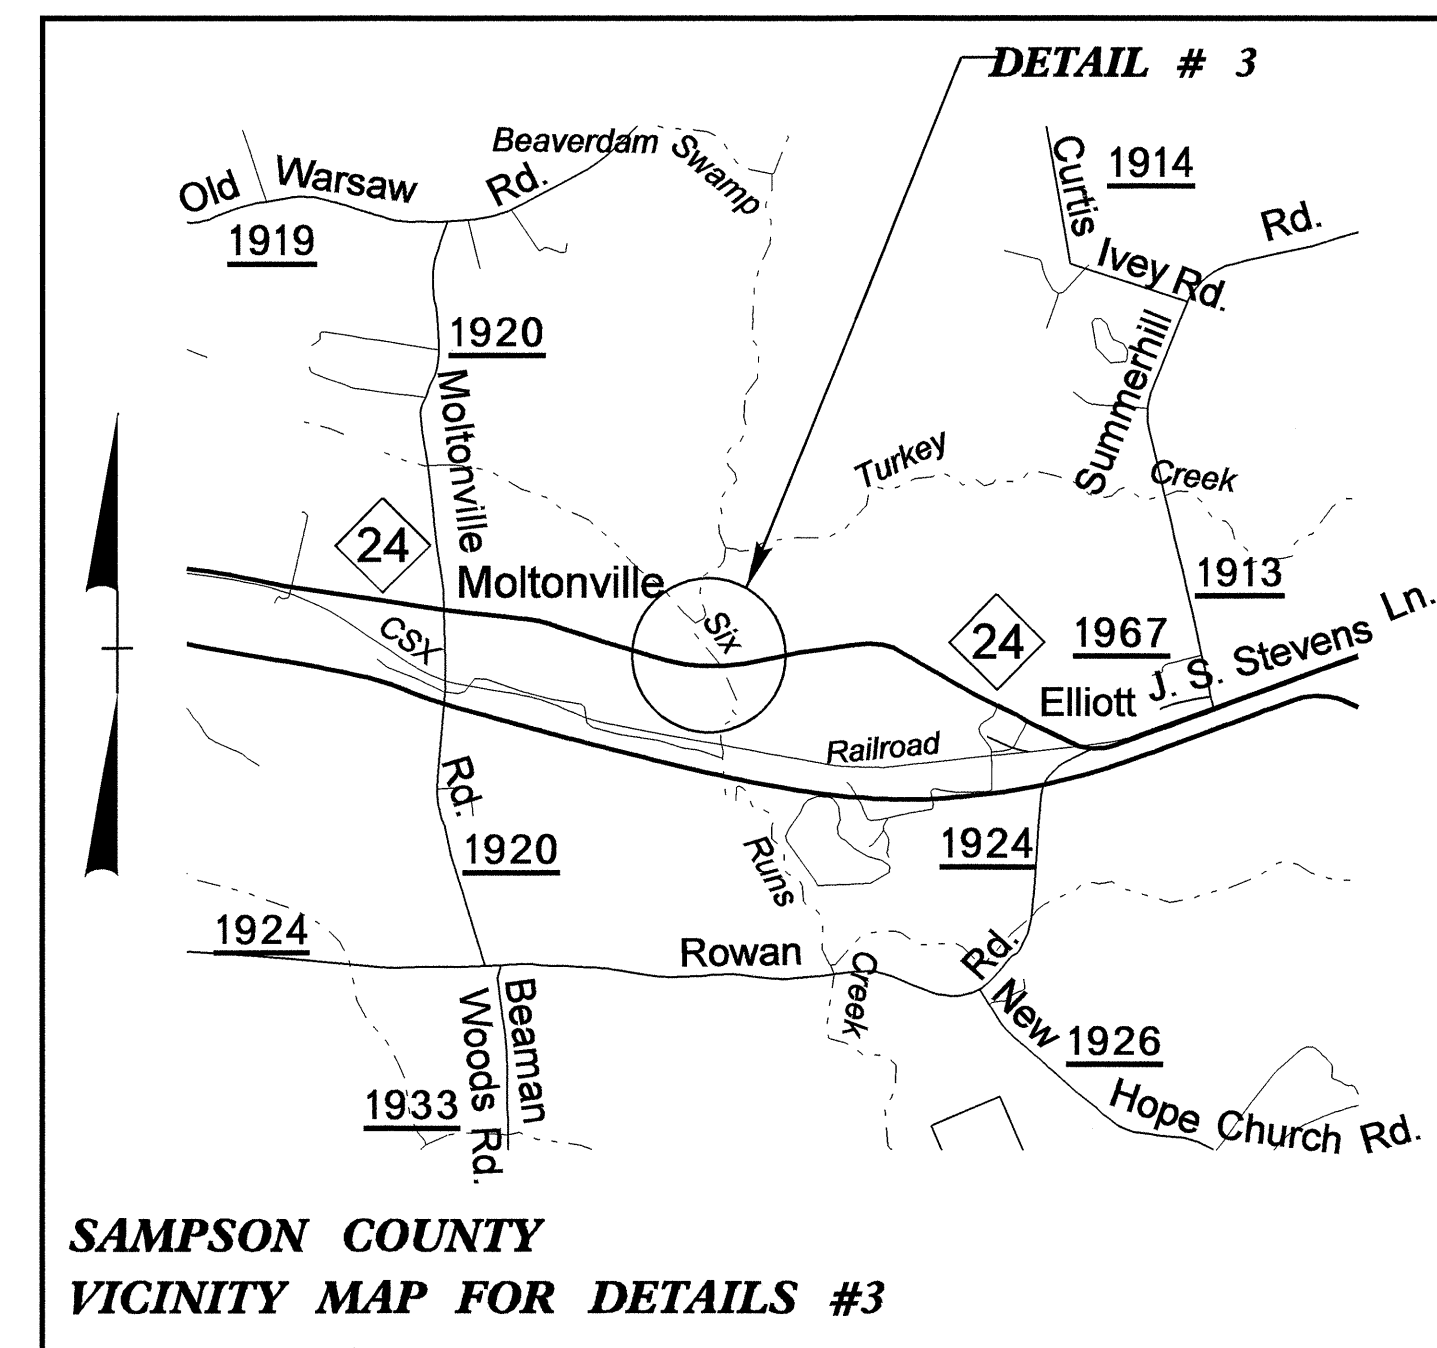 DETAIL # 3
Beaverdam Swamp
Old Warsaw Rd.
1919
Curtis
1914
Ivey Rd.
Rd.
Summerhill
1920
Moltonville
Turkey
Creek
24
Moltonville
1913
CSX
Six
24
1967
J. S. Stevens Ln.
Elliott
Railroad
Rd.
1920
Runs
1924
1924
Rowan
Rd.
Creek
Beaman
Woods Rd.
1933
New
1926
Hope Church Rd.
SAMPSON COUNTY
VICINITY MAP FOR DETAILS #3